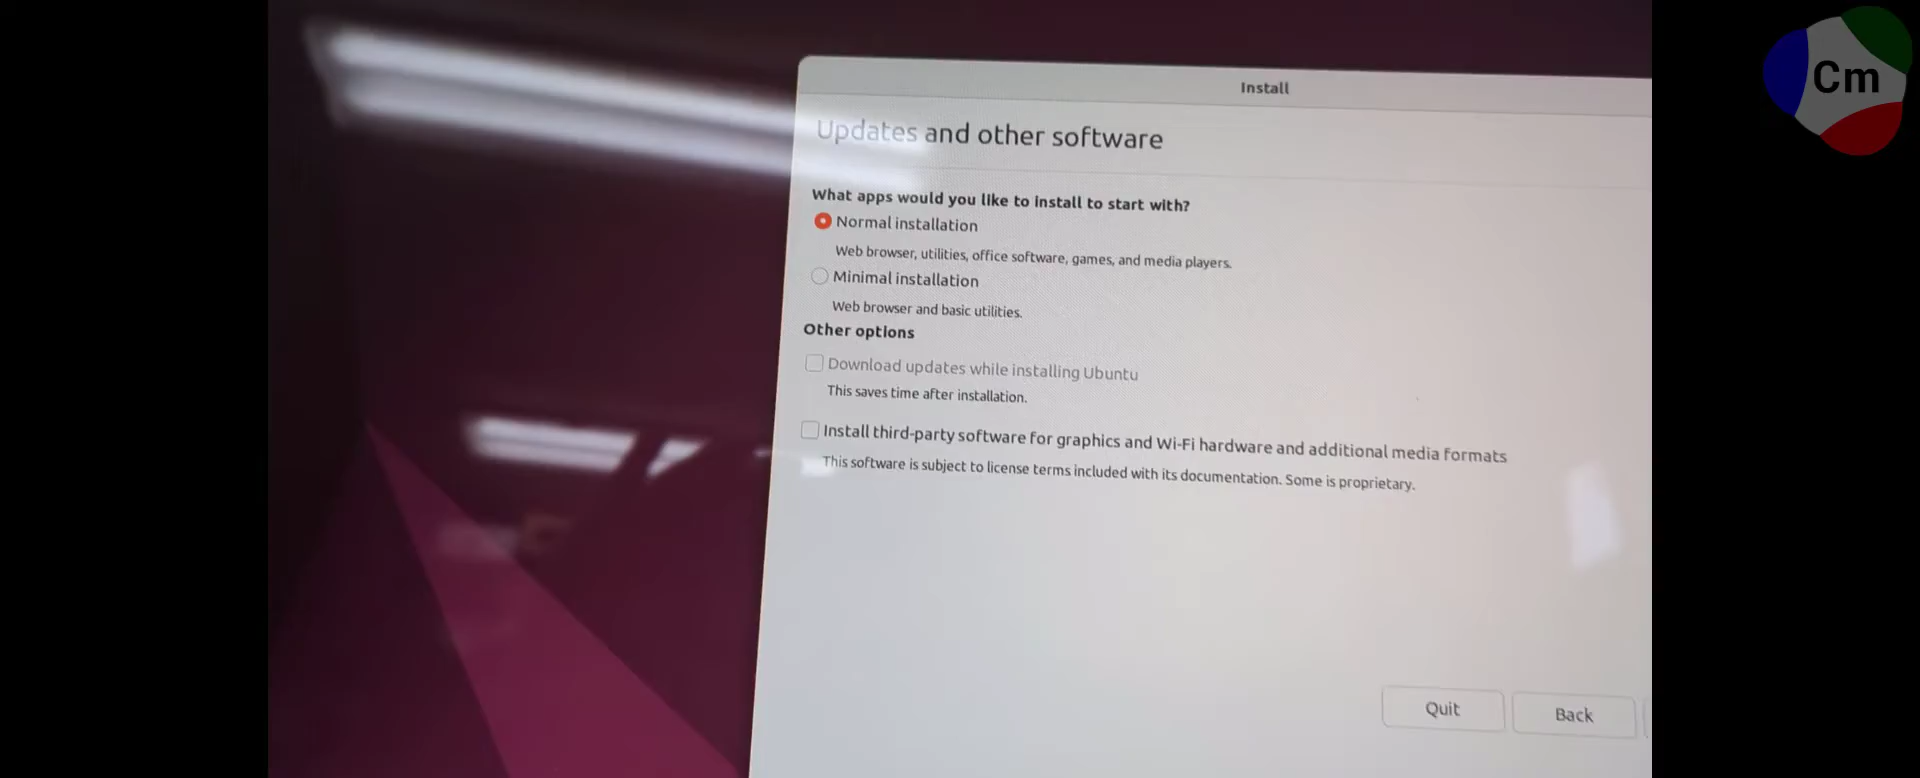 Cm
Install
Updates and other software
What apps would you like to install to start with?
Normal installation
Web browser, utilities, office software, games, and media players.
Minimal installation
Web browser and basic utilities.
Other options
Download updates while installing Ubuntu
This saves time after installation.
Install third-party software for graphics and Wi-Fi hardware and additional media formats
This software is subject to license terms included with its documentation. Some is proprietary.
Quit
Back